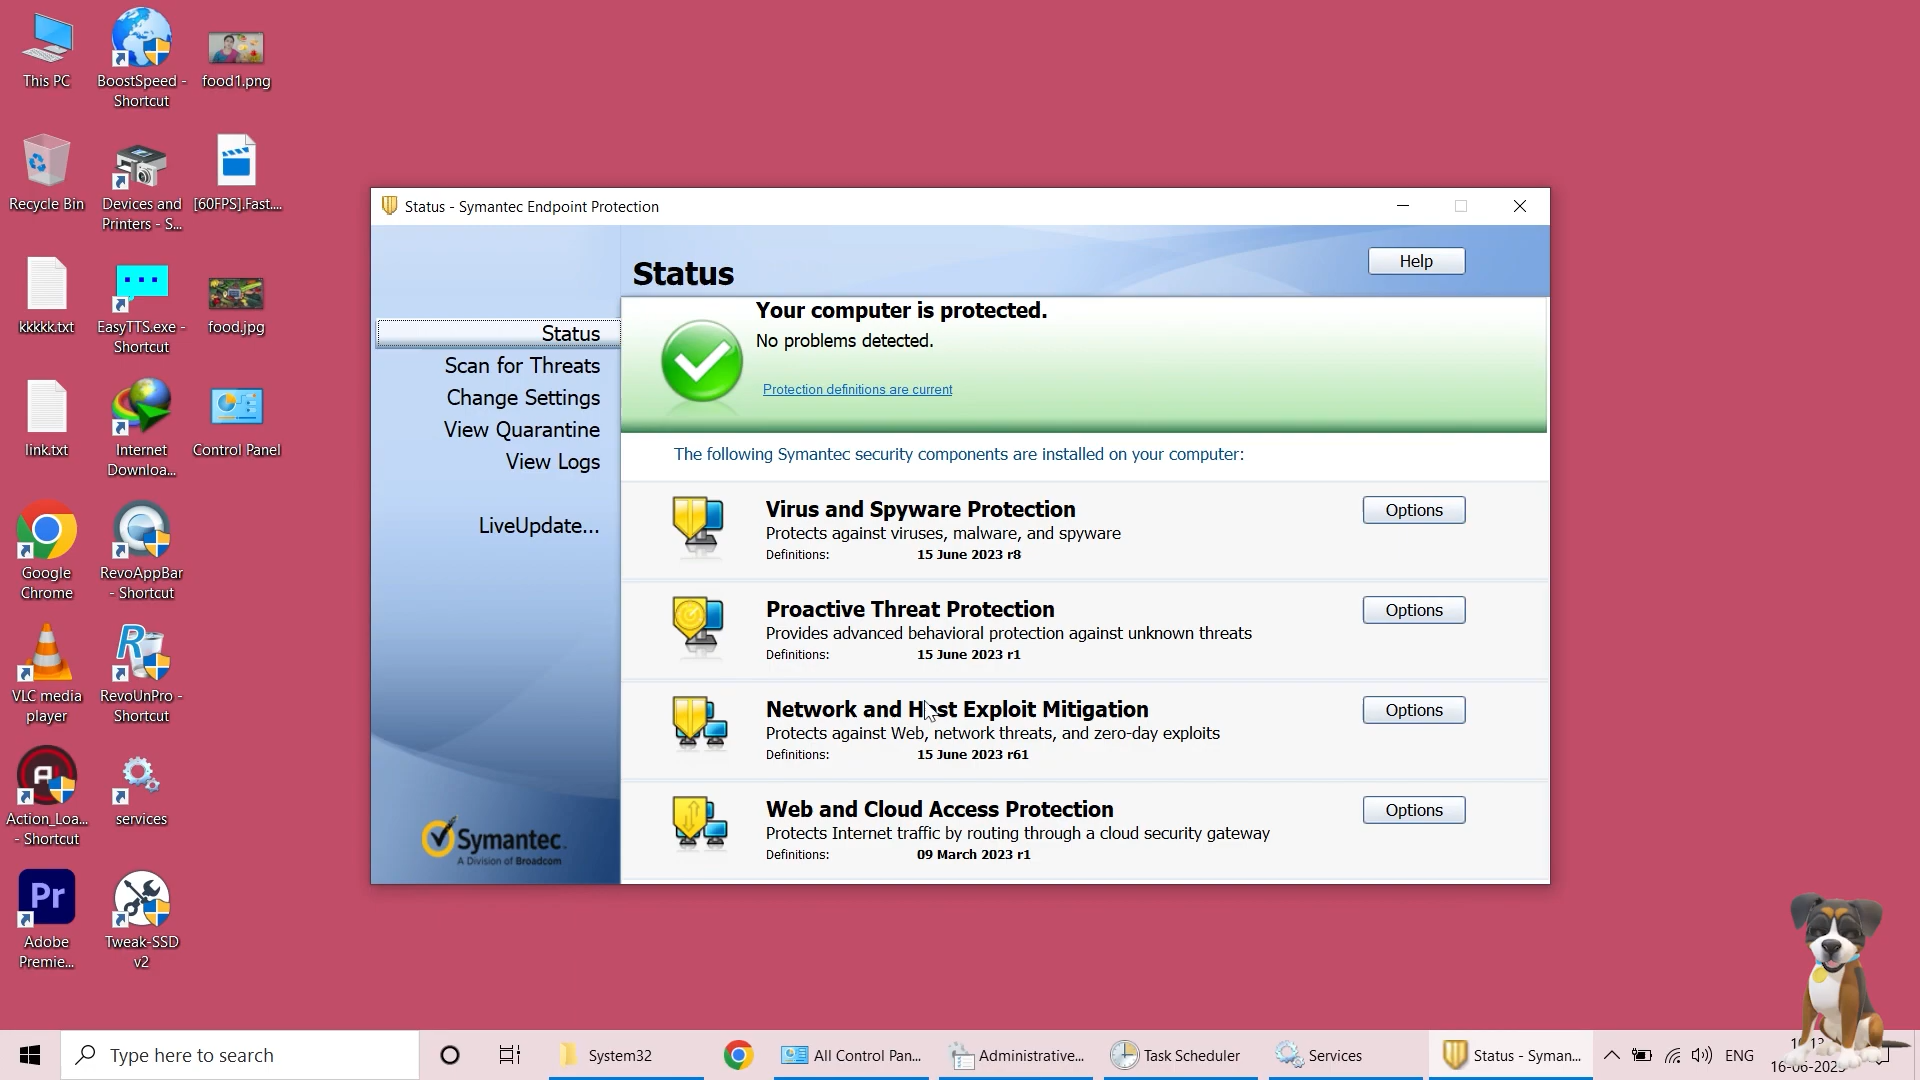 This PC
BoostSpeed -
Shortcut
food1.png
Recycle Bin
Devices and
Printers - S...
[60FPS].Fast....
kkkkk.txt
EasyTTS.exe -
Shortcut
food.jpg
link.txt
Internet
Downloa...
Control Panel
Google
Chrome
RevoAppBar
- Shortcut
VLC media
player
RevoUnPro -
Shortcut
Action_Loa...
- Shortcut
services
Pr
Adobe
Premie...
Tweak-SSD
v2
Status - Symantec Endpoint Protection
Status
Help
Status
Scan for Threats
Change Settings
View Quarantine
View Logs
LiveUpdate...
Symantec.
A Division of Broadcom
Your computer is protected.
No problems detected.
Protection definitions are current
The following Symantec security components are installed on your computer:
Virus and Spyware Protection
Protects against viruses, malware, and spyware
Definitions: 15 June 2023 r8
Options
Proactive Threat Protection
Provides advanced behavioral protection against unknown threats
Definitions: 15 June 2023 r1
Options
Network and Host Exploit Mitigation
Protects against Web, network threats, and zero-day exploits
Definitions: 15 June 2023 r61
Options
Web and Cloud Access Protection
Protects Internet traffic by routing through a cloud security gateway
Definitions: 09 March 2023 r1
Options
Type here to search
System32
All Control Pan...
Administrative...
Task Scheduler
Services
Status - Syman...
ENG